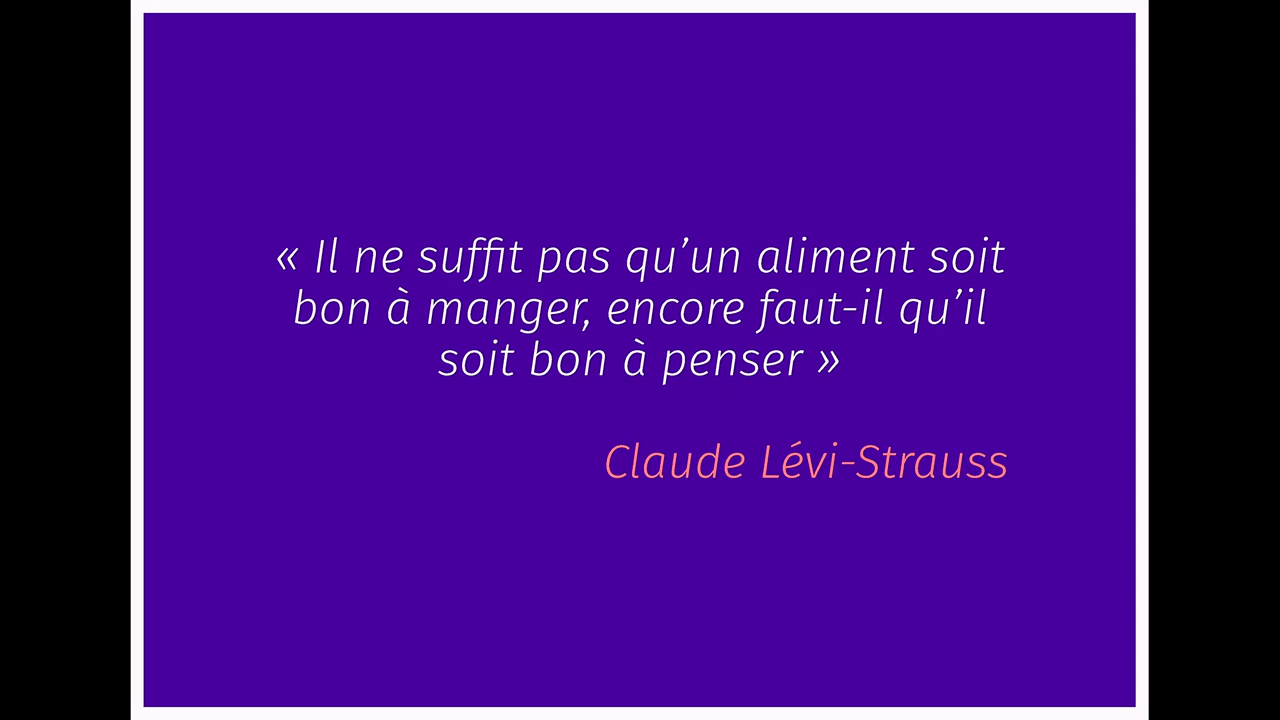 « Il ne suffit pas qu’un aliment soit
bon à manger, encore faut-il qu’il
soit bon à penser »
Claude Lévi-Strauss